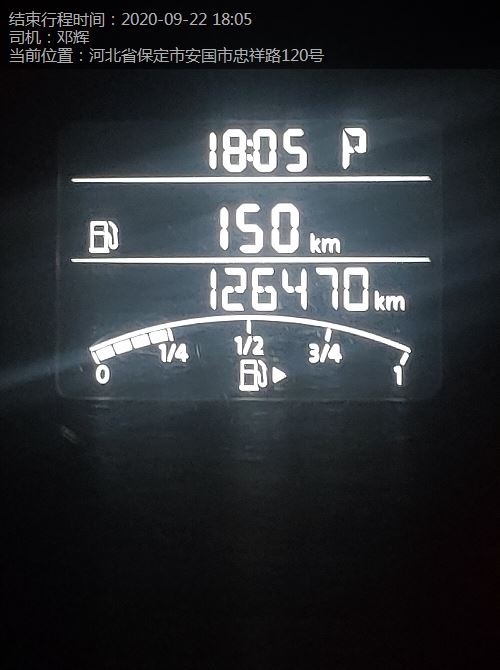 结束行程时间：2020-09-22 18:05
司机：邓辉
当前位置：河北省保定市安国市忠祥路120号
18:05 P
150 km
126470 km
0 1/4 1/2 3/4 1